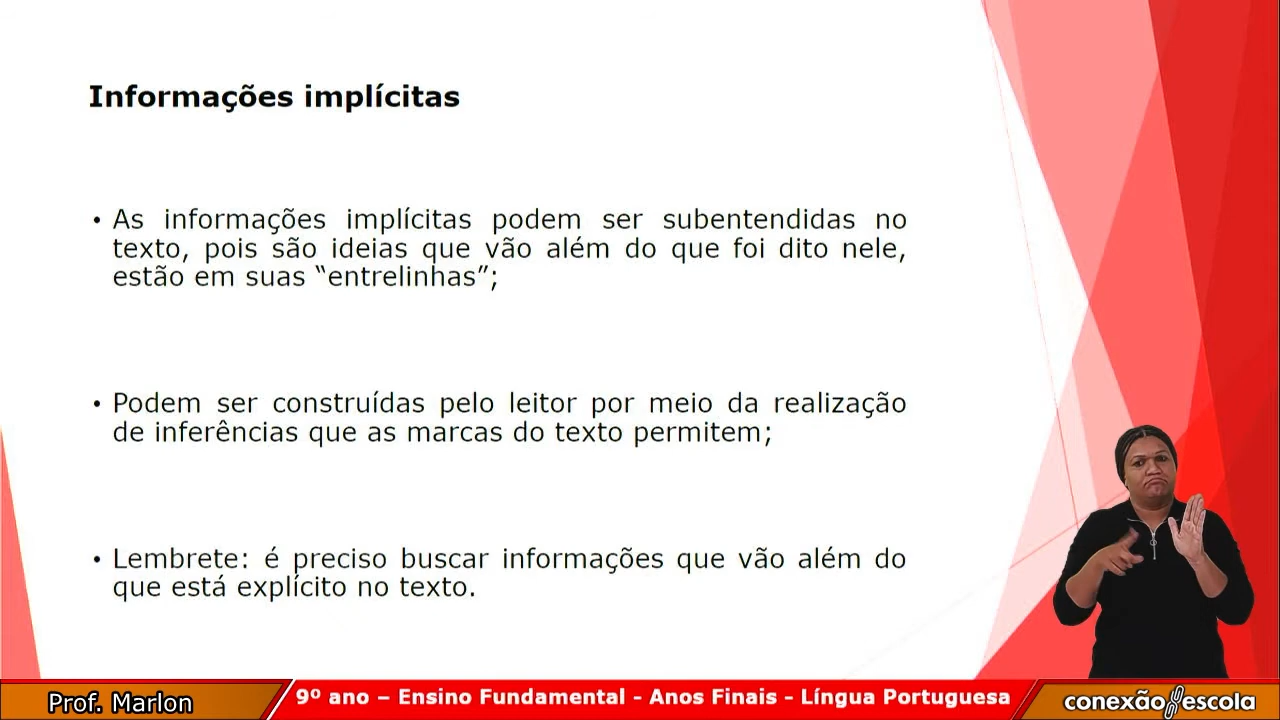 Informações implícitas
• As informações implícitas podem ser subentendidas no
texto, pois são ideias que vão além do que foi dito nele,
estão em suas “entrelinhas”;
• Podem ser construídas pelo leitor por meio da realização
de inferências que as marcas do texto permitem;
• Lembrete: é preciso buscar informações que vão além do
que está explícito no texto.
Prof. Marlon
9º ano – Ensino Fundamental - Anos Finais - Língua Portuguesa
conexão escola